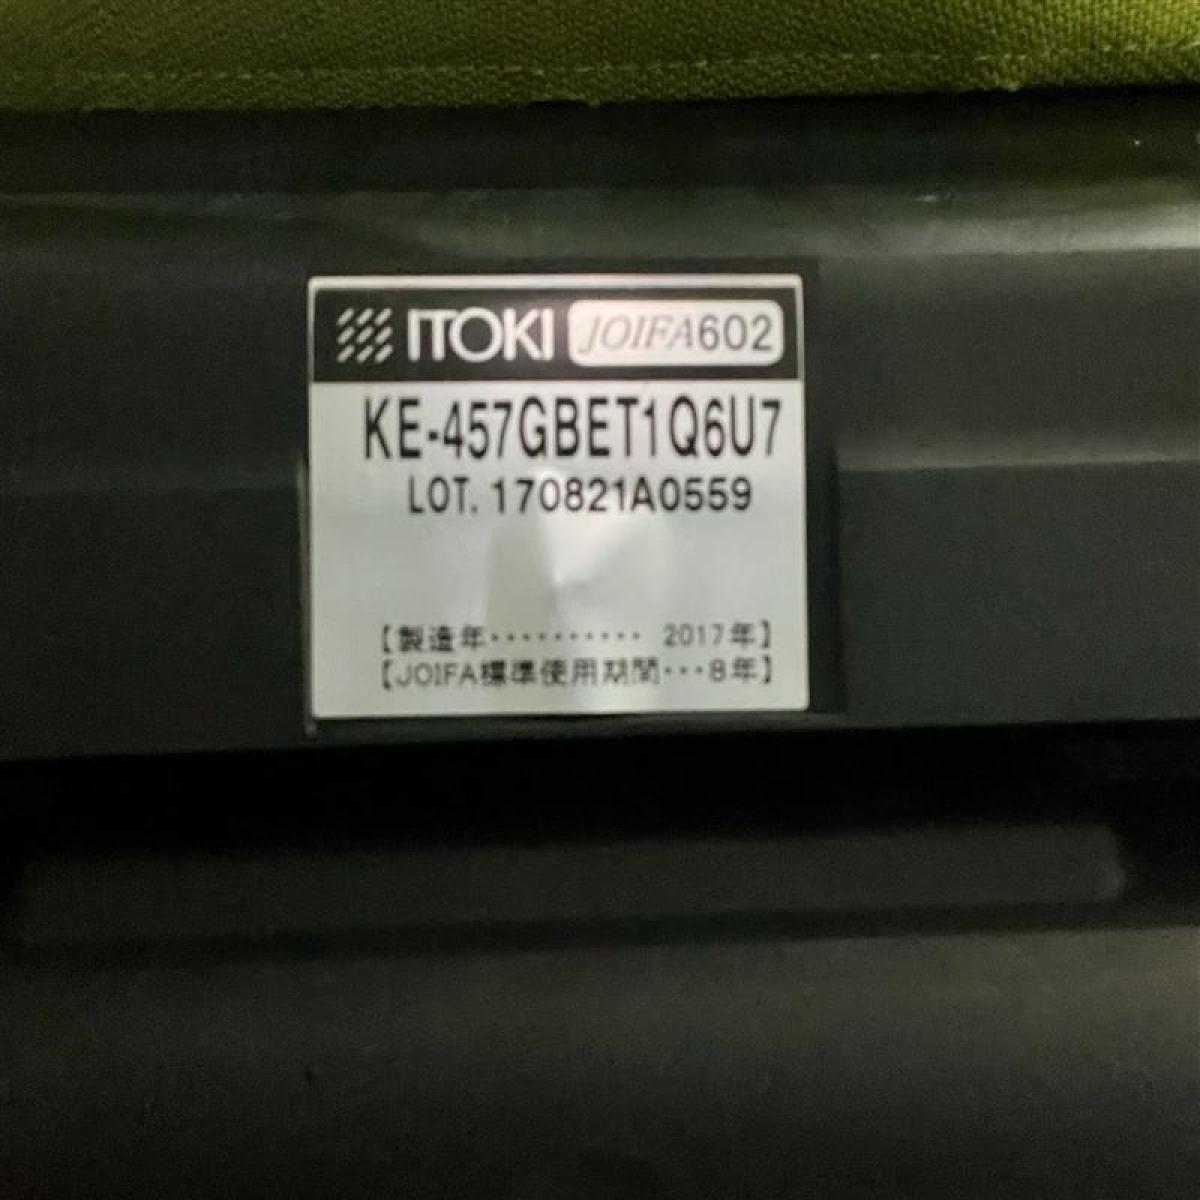 ITOKI JOIFA602
KE-457GBET1Q6U7
LOT. 170821A0559
【製造年・・・・・・・・・・ 2017年】
【JOIFA標準使用期間・・・8年】